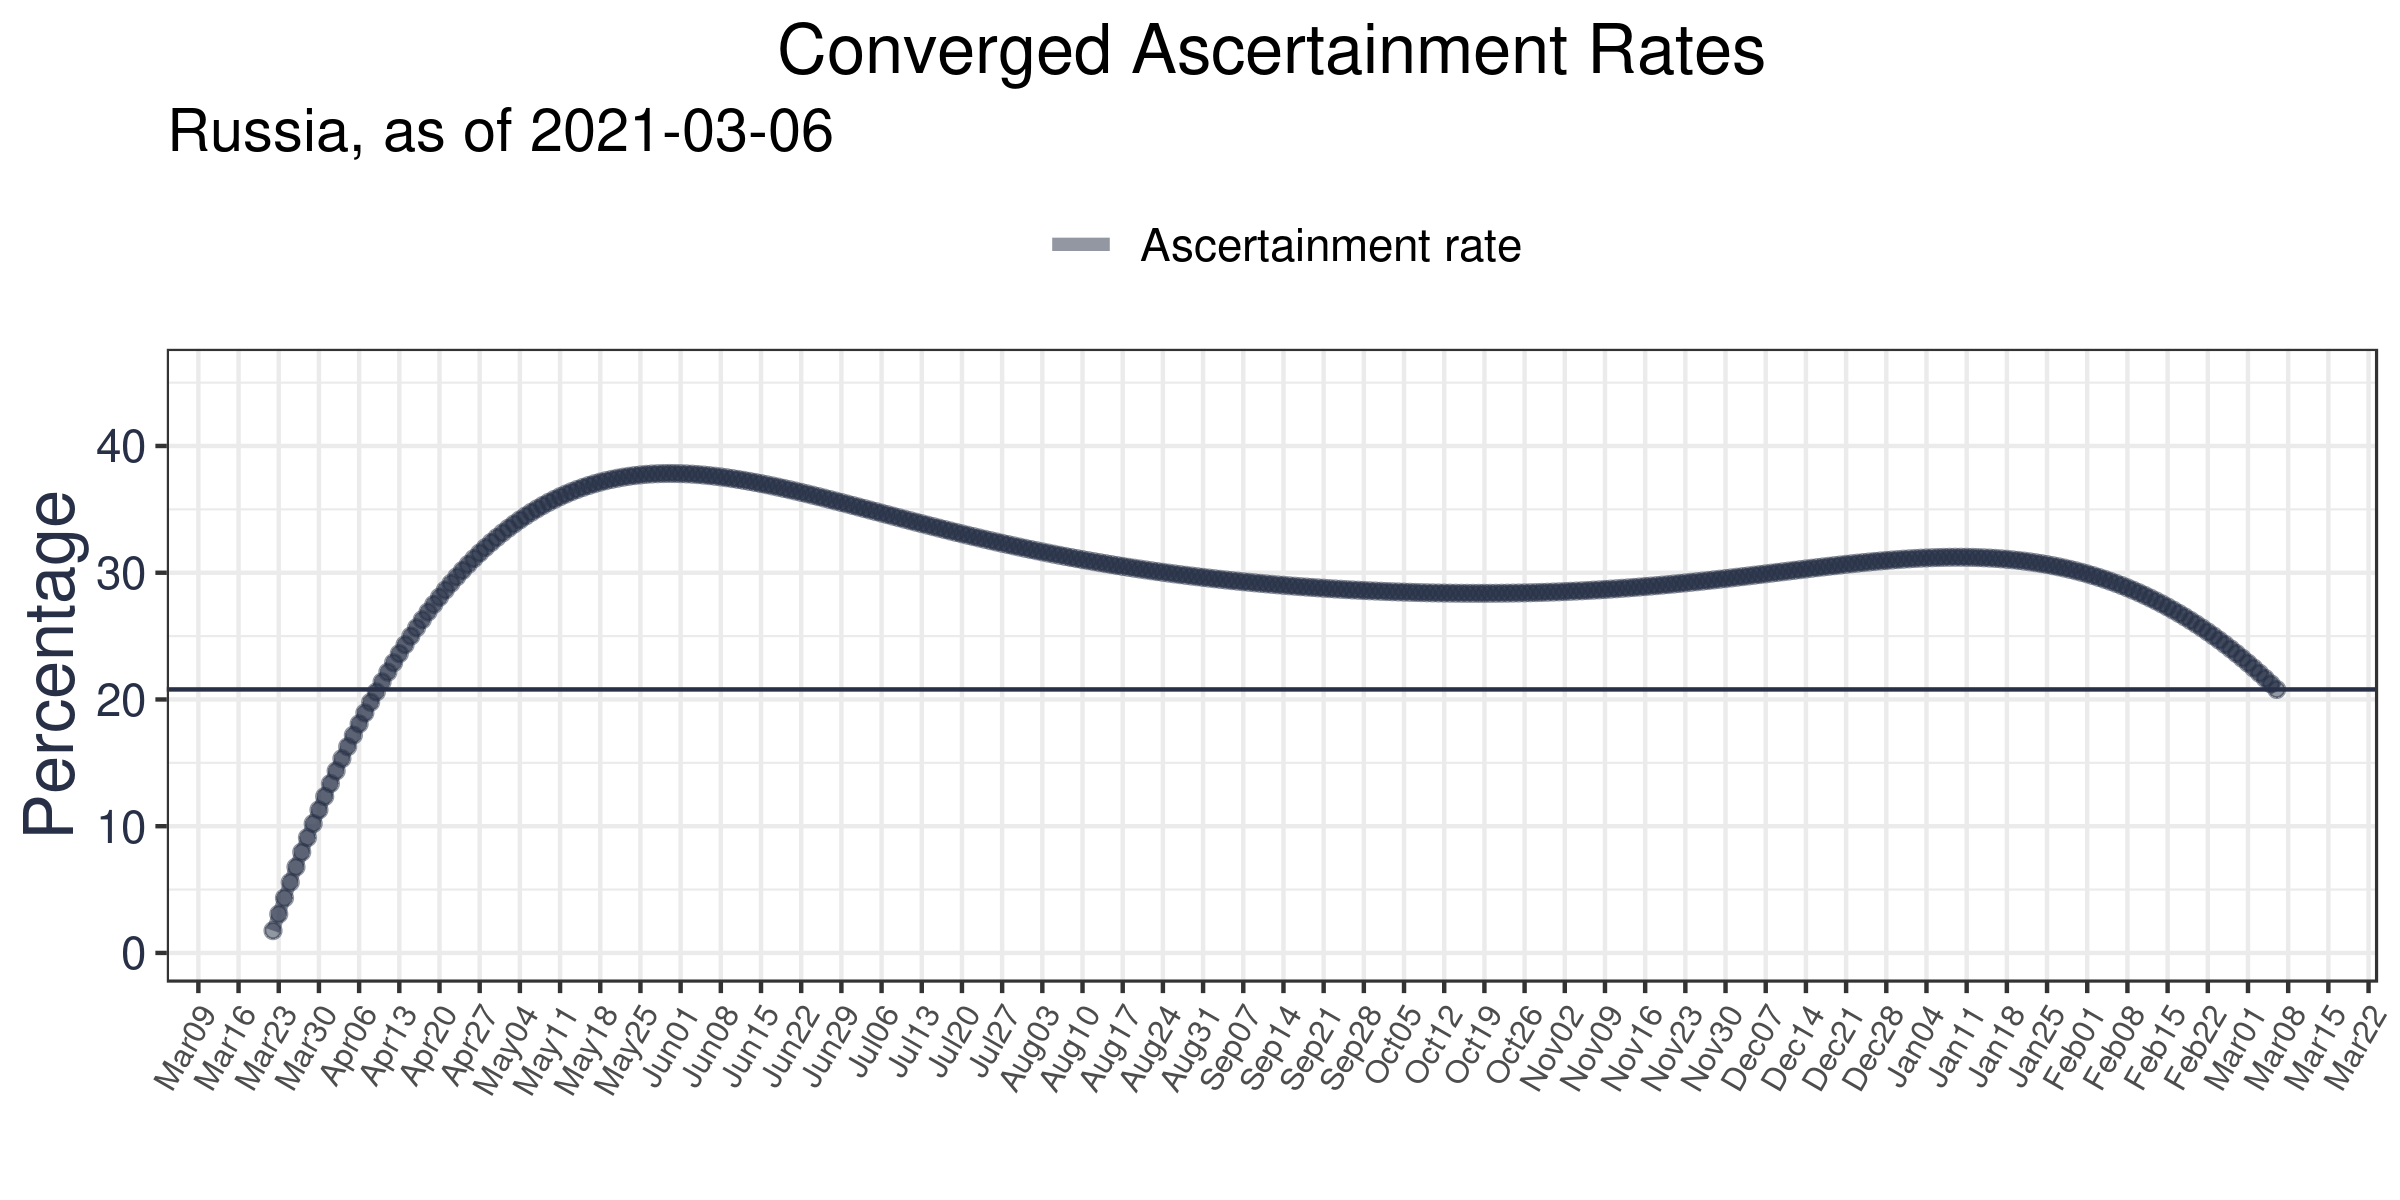 Converged Ascertainment Rates
Russia, as of 2021-03-06
Ascertainment rate
Percentage
40
30
20
10
0
Mar09
Mar16
Mar23
Mar30
Apr06
Apr13
Apr20
Apr27
May04
May11
May18
May25
Jun01
Jun08
Jun15
Jun22
Jun29
Jul06
Jul13
Jul20
Jul27
Aug03
Aug10
Aug17
Aug24
Aug31
Sep07
Sep14
Sep21
Sep28
Oct05
Oct12
Oct19
Oct26
Nov02
Nov09
Nov16
Nov23
Nov30
Dec07
Dec14
Dec21
Dec28
Jan04
Jan11
Jan18
Jan25
Feb01
Feb08
Feb15
Feb22
Mar01
Mar08
Mar15
Mar22